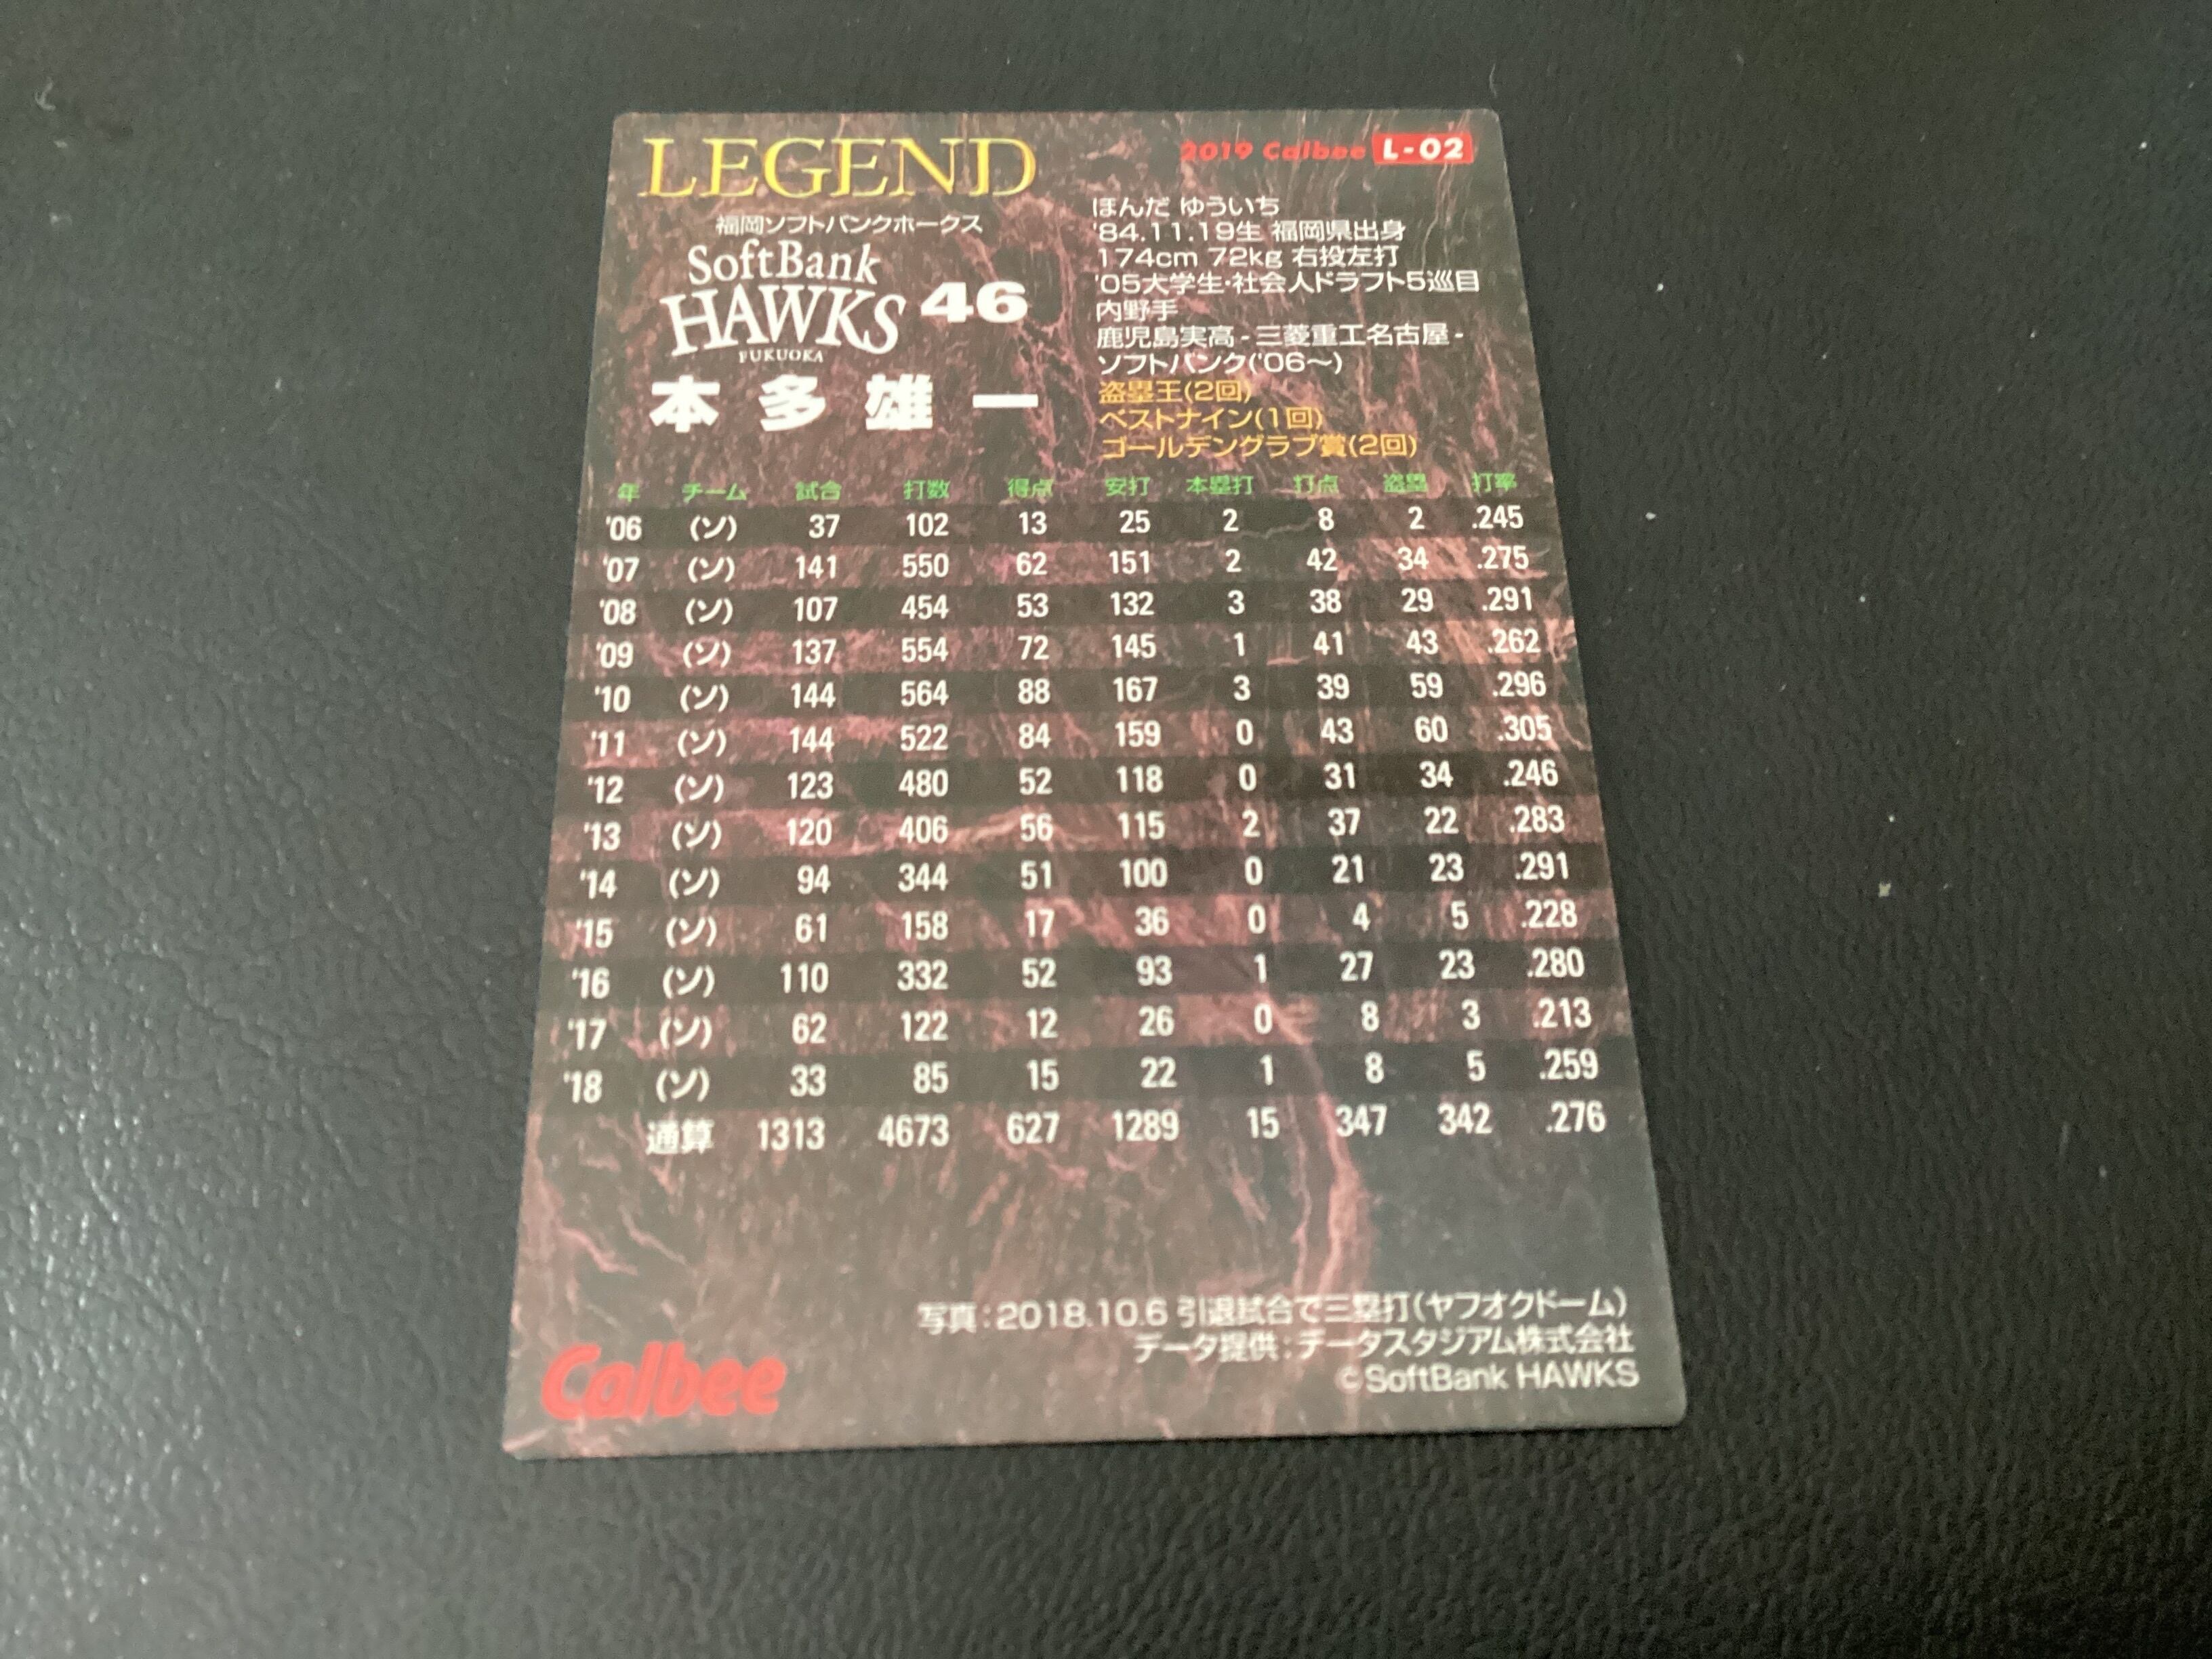 LEGEND
2019 Calbee L-02
福岡ソフトバンクホークス
SoftBank
HAWKS 46
FUKUOKA
本多雄一
ほんだ ゆういち
'84.11.19生 福岡県出身
174cm 72kg 右投左打
'05大学生・社会人ドラフト5巡目
内野手
鹿児島実高 - 三菱重工名古屋 -
ソフトバンク('06～)
盗塁王(2回)
ベストナイン(1回)
ゴールデングラブ賞(2回)
年 チーム 試合 打数 得点 安打 本塁打 打点 盗塁 打率
'06 (ソ) 37 102 13 25 2 8 2 .245
'07 (ソ) 141 550 62 151 2 42 34 .275
'08 (ソ) 107 454 53 132 3 38 29 .291
'09 (ソ) 137 554 72 145 1 41 43 .262
'10 (ソ) 144 564 88 167 3 39 59 .296
'11 (ソ) 144 522 84 159 0 43 60 .305
'12 (ソ) 123 480 52 118 0 31 34 .246
'13 (ソ) 120 406 56 115 2 37 22 .283
'14 (ソ) 94 344 51 100 0 21 23 .291
'15 (ソ) 61 158 17 36 0 4 5 .228
'16 (ソ) 110 332 52 93 1 27 23 .280
'17 (ソ) 62 122 12 26 0 8 3 .213
'18 (ソ) 33 85 15 22 1 8 5 .259
通算 1313 4673 627 1289 15 347 342 .276
写真：2018.10.6 引退試合で三塁打(ヤフオクドーム)
データ提供：データスタジアム株式会社
©SoftBank HAWKS
Calbee